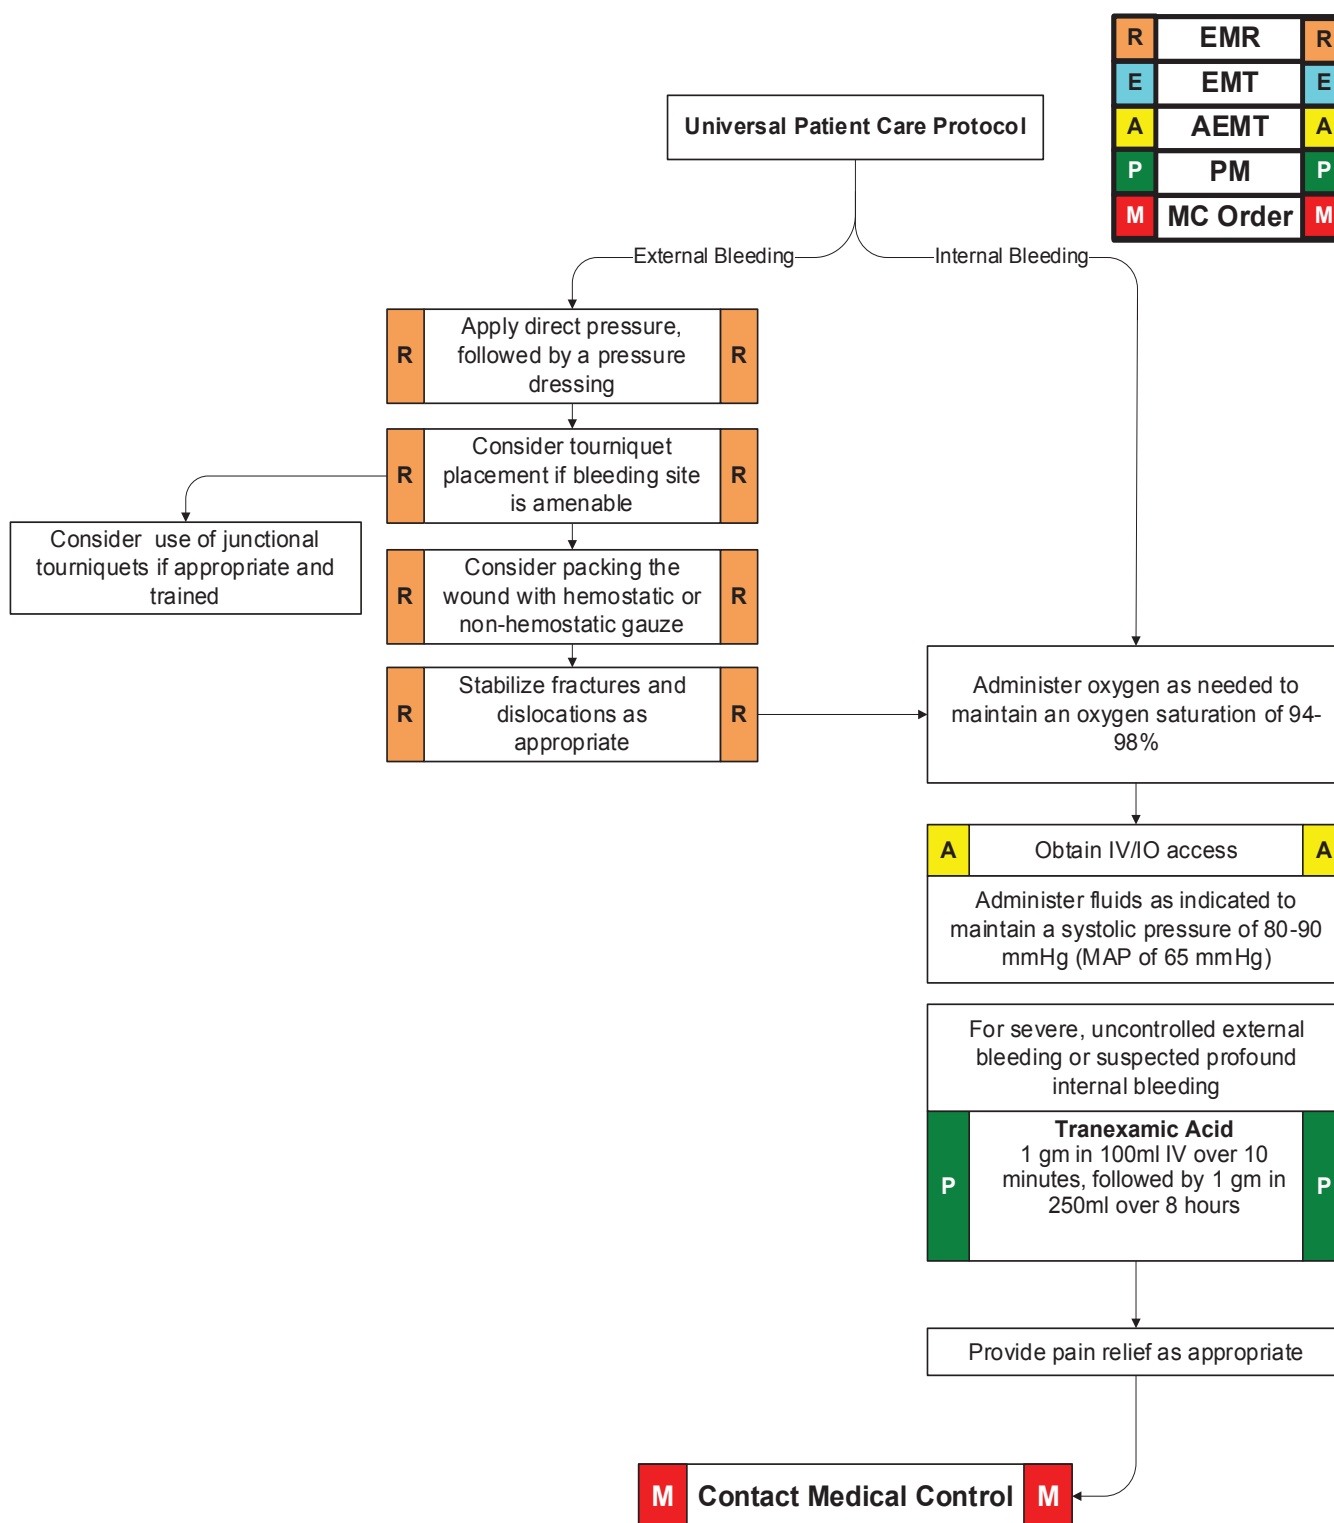 R EMR R
E EMT E
A AEMT A
P PM P
M MC Order M
Universal Patient Care Protocol
External Bleeding
Internal Bleeding
R R
Apply direct pressure,
followed by a pressure
dressing
R R
Consider tourniquet
placement if bleeding site
is amenable
Consider use of junctional
tourniquets if appropriate and
trained
R R
Consider packing the
wound with hemostatic or
non-hemostatic gauze
R R
Stabilize fractures and
dislocations as
appropriate
Administer oxygen as needed to
maintain an oxygen saturation of 94-
98%
A Obtain IV/IO access A
Administer fluids as indicated to
maintain a systolic pressure of 80-90
mmHg (MAP of 65 mmHg)
For severe, uncontrolled external
bleeding or suspected profound
internal bleeding
Tranexamic Acid
1 gm in 100ml IV over 10
minutes, followed by 1 gm in
250ml over 8 hours
P P
Provide pain relief as appropriate
M Contact Medical Control M